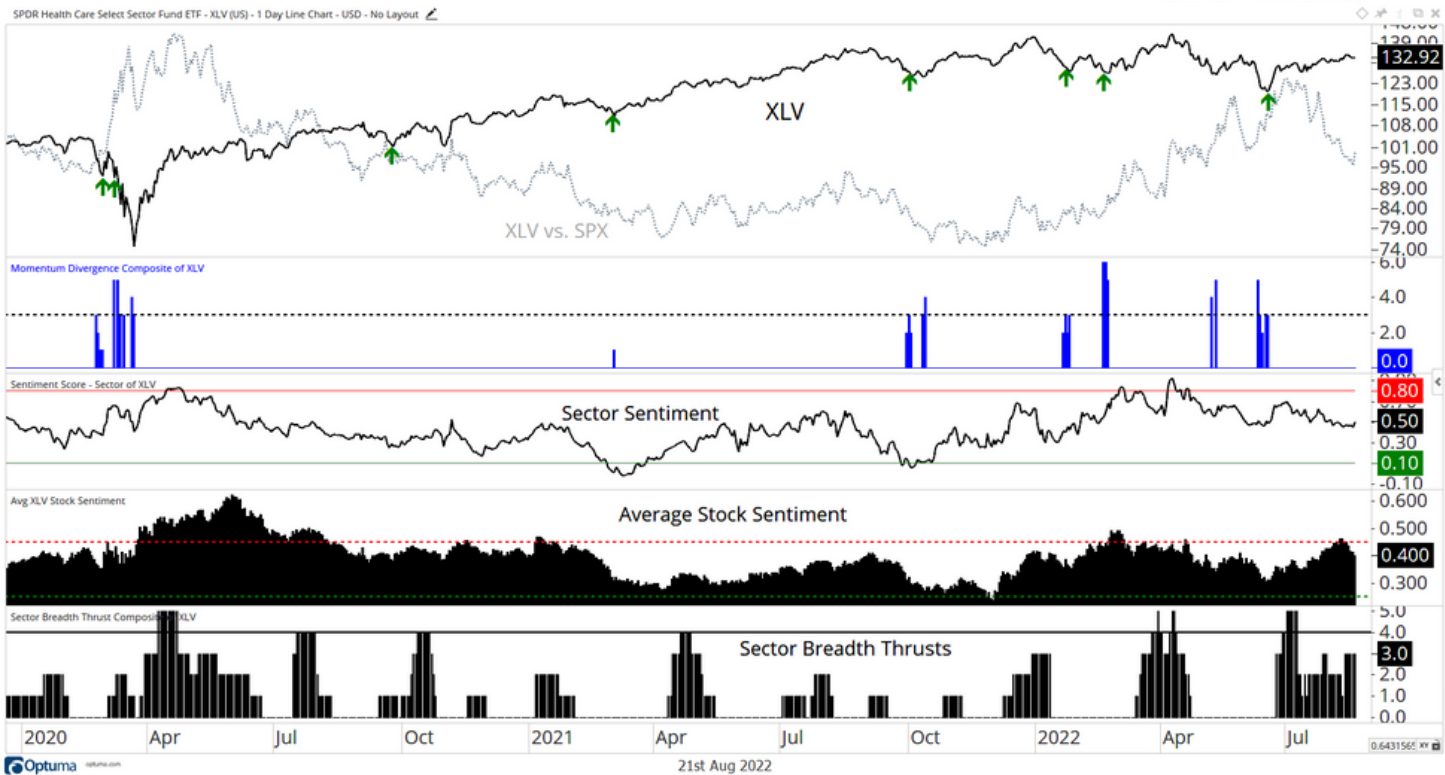 SPDR Health Care Select Sector Fund ETF - XLV (US) - 1 Day Line Chart - USD - No Layout
139.00
132.92
123.00
115.00
108.00
101.00
95.00
89.00
84.00
79.00
74.00
XLV
XLV vs. SPX
Momentum Divergence Composite of XLV
6.0
4.0
2.0
0.0
Sentiment Score - Sector of XLV
Sector Sentiment
0.80
0.50
0.30
0.10
-0.10
Avg XLV Stock Sentiment
Average Stock Sentiment
0.600
0.500
0.400
0.300
Sector Breadth Thrust Composi XLV
Sector Breadth Thrusts
5.0
4.0
3.0
2.0
1.0
0.0
2020 Apr Jul Oct 2021 Apr Jul Oct 2022 Apr Jul
0.6431565 XY
Optuma optuma.com
21st Aug 2022